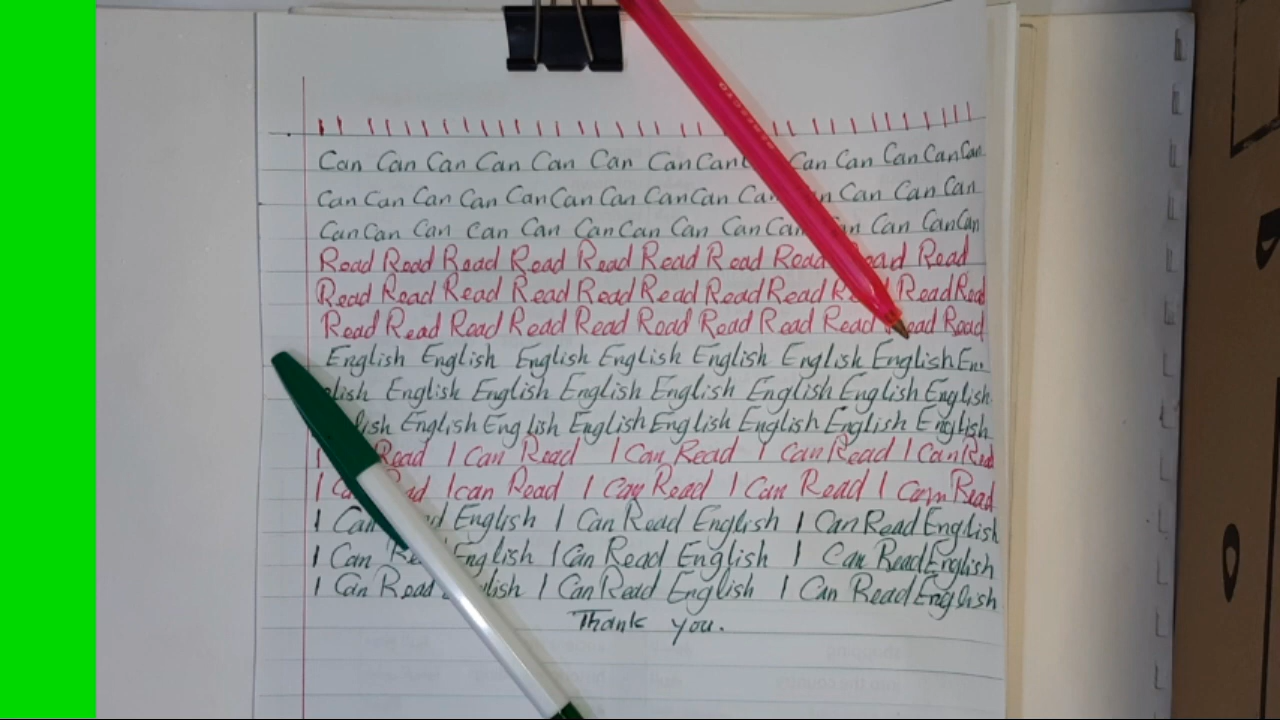 Can Can Can Can Can Can Can Can Can Can Can Can Can
Can Can Can Can Can Can Can Can Can Can Can Can
Can Can Can Can Can Can Can Can Can Can Can Can Can
Read Read Read Read Read Read Read Read Read
Read Read Read Read Read Read Read Read Read Read
Read Read Read Read Read Read Read Read Read Read
English English English English English English English
English English English English English English English
English English English English English English English
I Read I Can Read I Can Read I Can Read I Can Read
I I can Read I Can Read I Can Read I Can Read
I Can English I Can Read English I Can Read English
I Can English I Can Read English I Can Read English
I Can Read I Can Read English I Can Read English
Thank you.